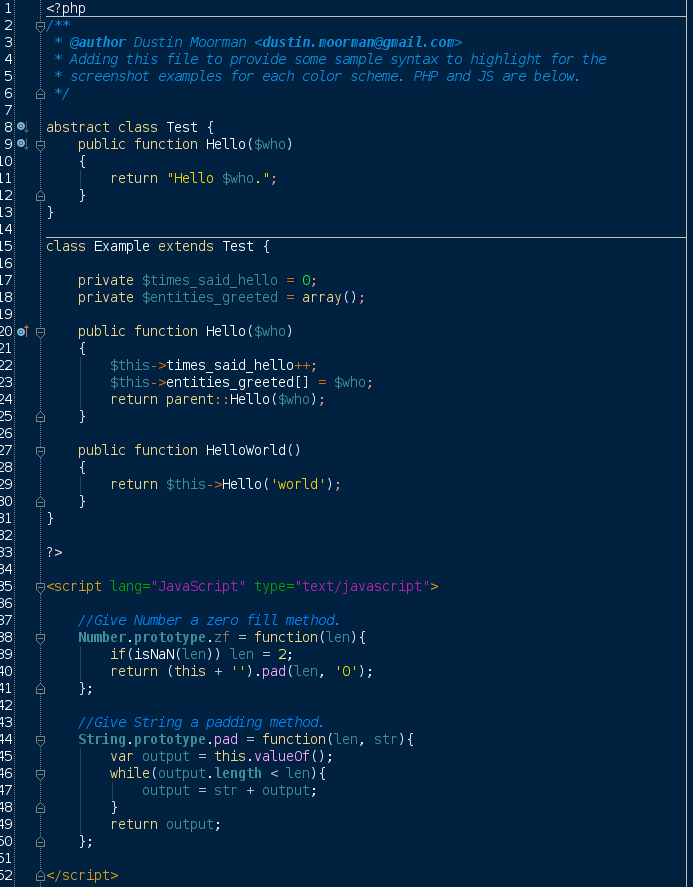 1 <?php
2 /**
3  * @author Dustin Moorman <dustin.moorman@gmail.com>
4  * Adding this file to provide some sample syntax to highlight for the
5  * screenshot examples for each color scheme. PHP and JS are below.
6  */
7
8 abstract class Test {
9     public function Hello($who)
10     {
11         return "Hello $who.";
12     }
13 }
14
15 class Example extends Test {
16
17     private $times_said_hello = 0;
18     private $entities_greeted = array();
19
20     public function Hello($who)
21     {
22         $this->times_said_hello++;
23         $this->entities_greeted[] = $who;
24         return parent::Hello($who);
25     }
26
27     public function HelloWorld()
28     {
29         return $this->Hello('world');
30     }
31 }
32
33 ?>
34
35 <script lang="JavaScript" type="text/javascript">
36
37     //Give Number a zero fill method.
38     Number.prototype.zf = function(len){
39         if(isNaN(len)) len = 2;
40         return (this + '').pad(len, '0');
41     };
42
43     //Give String a padding method.
44     String.prototype.pad = function(len, str){
45         var output = this.valueOf();
46         while(output.length < len){
47             output = str + output;
48         }
49         return output;
50     };
51
52 </script>